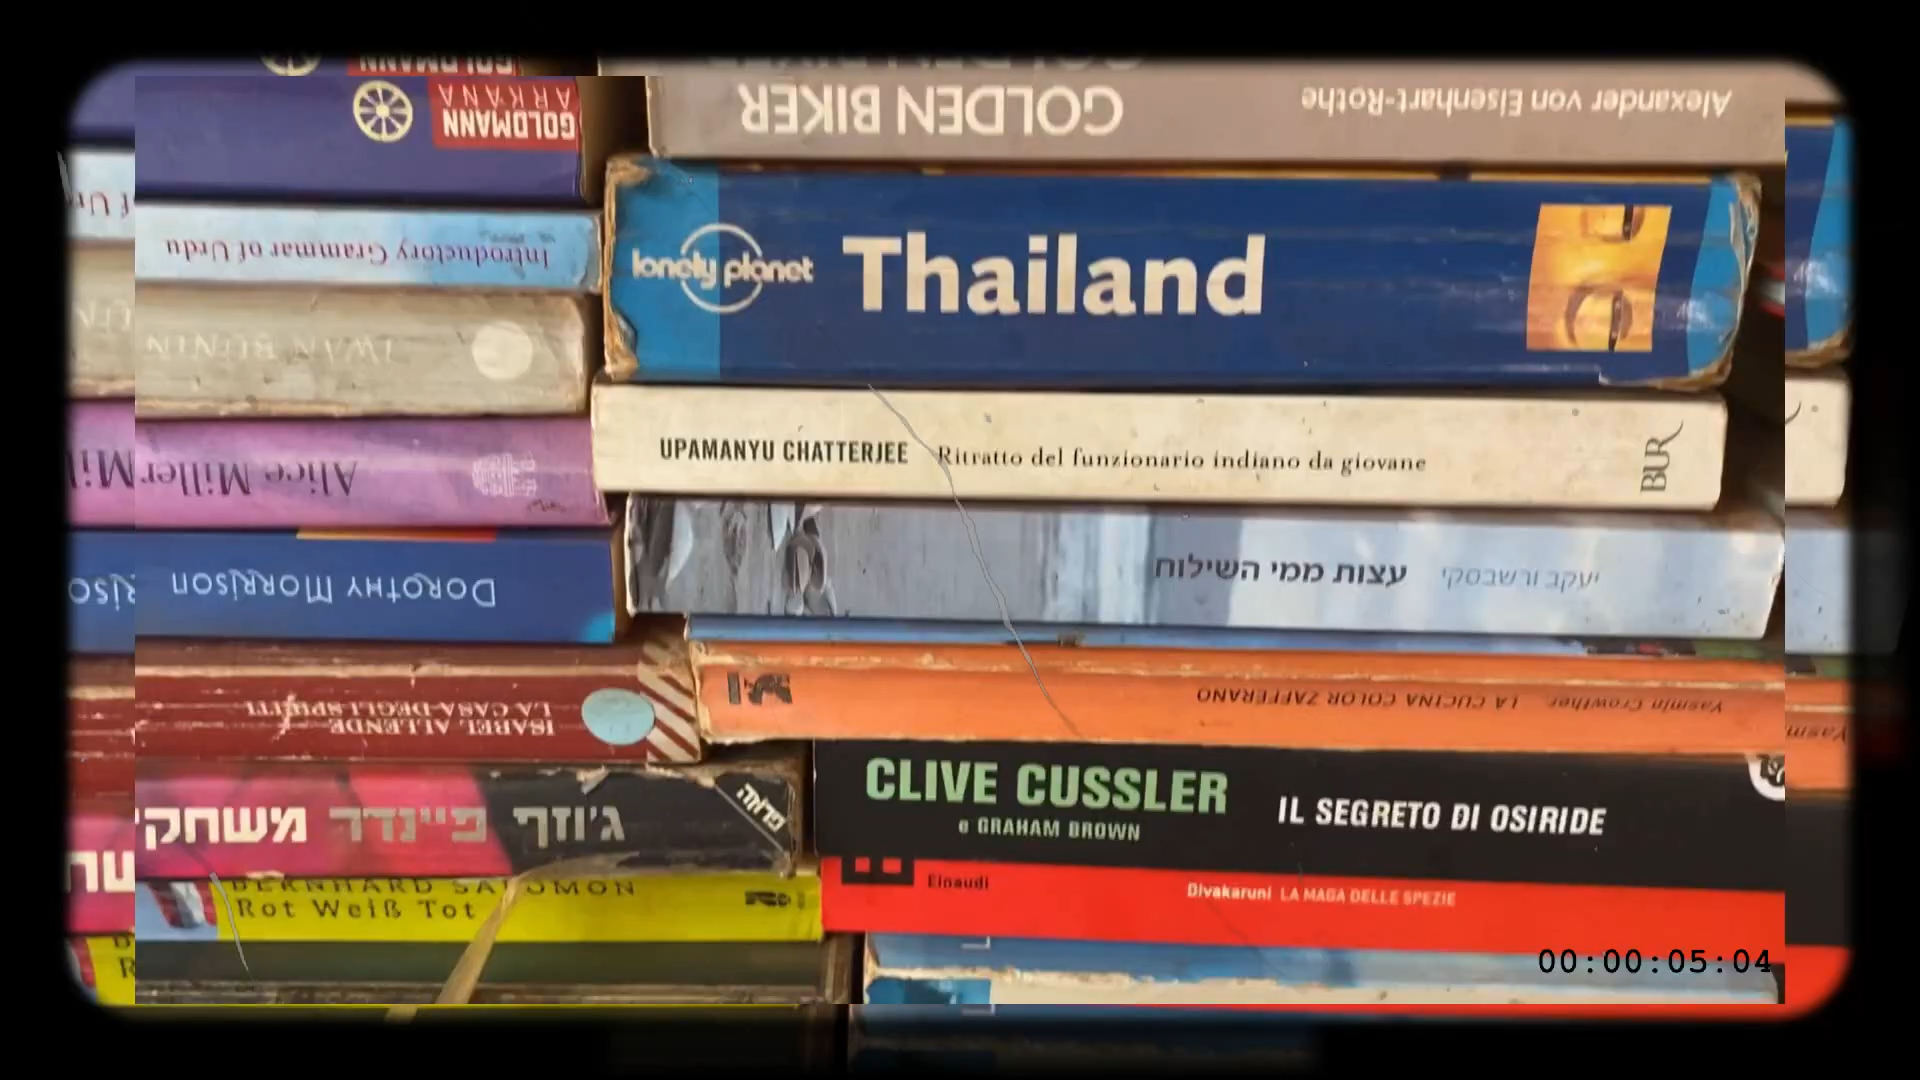 GOLDMANN
ARKANA
GOLDMANN
Introductory Grammar of Urdu
IWAN BUNIN
Alice Miller
DOROTHY MORRISON
ISABEL ALLENDE
LA CASA DEGLI SPIRITI
ג'וזף פיינדר משחקי
פרוזה
BERNHARD SALOMON
Rot Weiß Tot
GOLDEN BIKER
Alexander von Eisenhart-Rothe
lonely planet Thailand
UPAMANYU CHATTERJEE Ritratto del funzionario indiano da giovane BUR
יעקב ורשבסקי עצות ממי השילוח
Yasmin Crowther LA CUCINA COLOR ZAFFERANO
CLIVE CUSSLER IL SEGRETO DI OSIRIDE
e GRAHAM BROWN
Einaudi Divakaruni LA MAGA DELLE SPEZIE
00:00:05:04